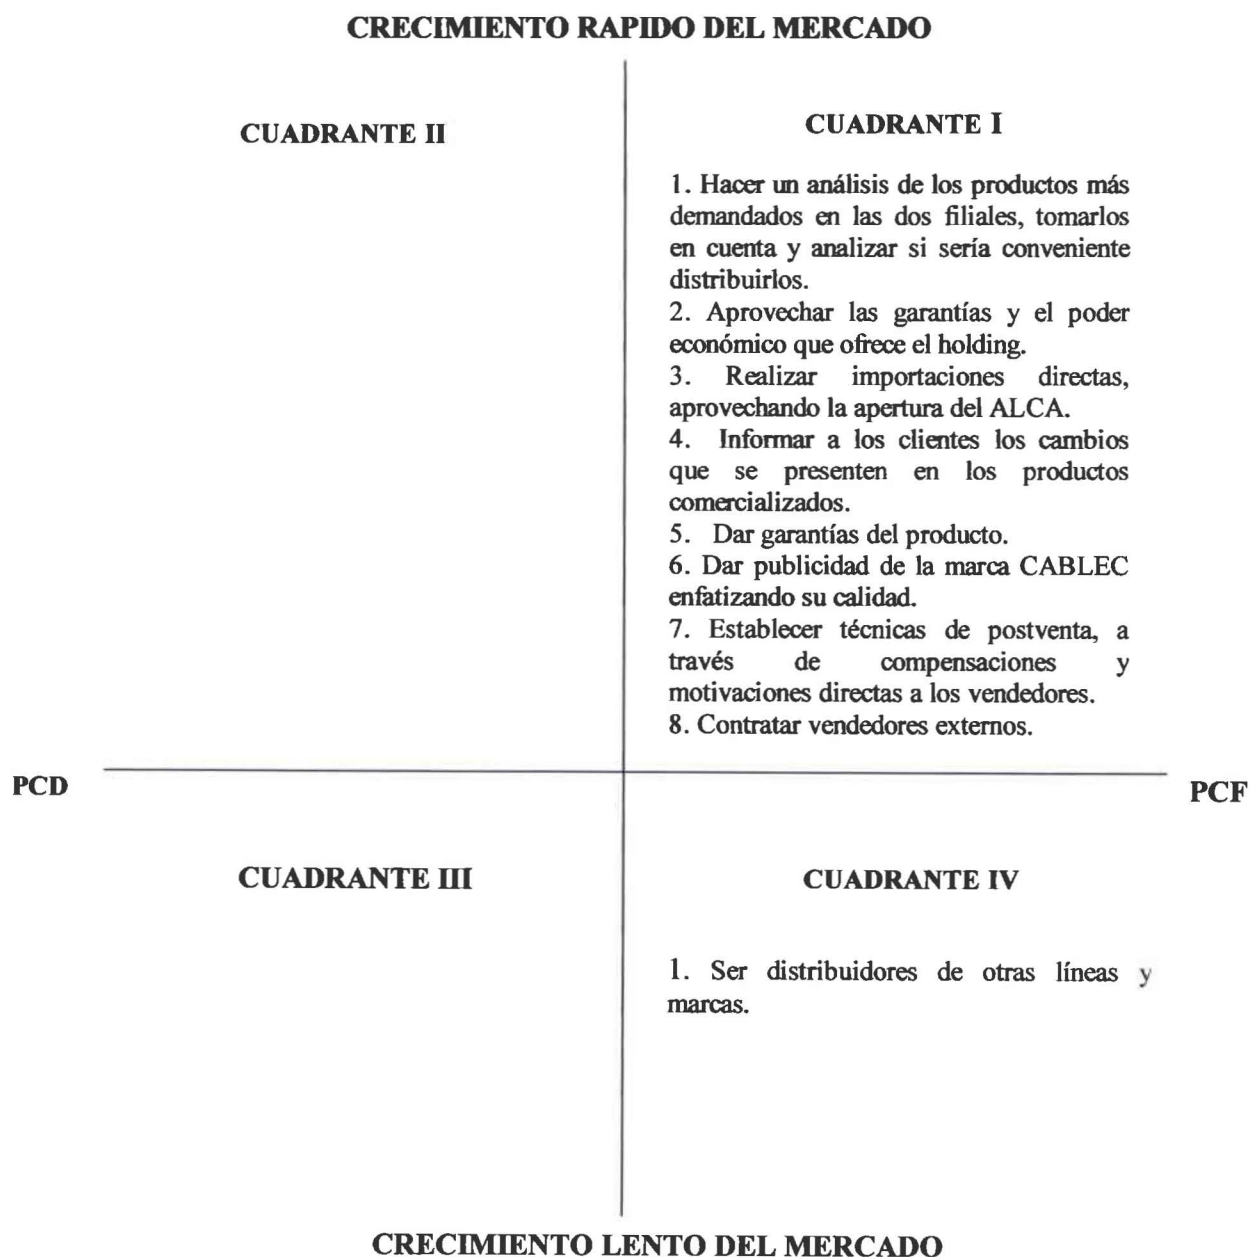 CRECIMIENTO RAPIDO DEL MERCADO
CUADRANTE II
CUADRANTE I
1. Hacer un análisis de los productos más
demandados en las dos filiales, tomarlos
en cuenta y analizar si sería conveniente
distribuirlos.
2. Aprovechar las garantías y el poder
económico que ofrece el holding.
3. Realizar importaciones directas,
aprovechando la apertura del ALCA.
4. Informar a los clientes los cambios
que se presenten en los productos
comercializados.
5. Dar garantías del producto.
6. Dar publicidad de la marca CABLEC
enfatizando su calidad.
7. Establecer técnicas de postventa, a
través de compensaciones y
motivaciones directas a los vendedores.
8. Contratar vendedores externos.
PCD
PCF
CUADRANTE III
CUADRANTE IV
1. Ser distribuidores de otras líneas y
marcas.
CRECIMIENTO LENTO DEL MERCADO